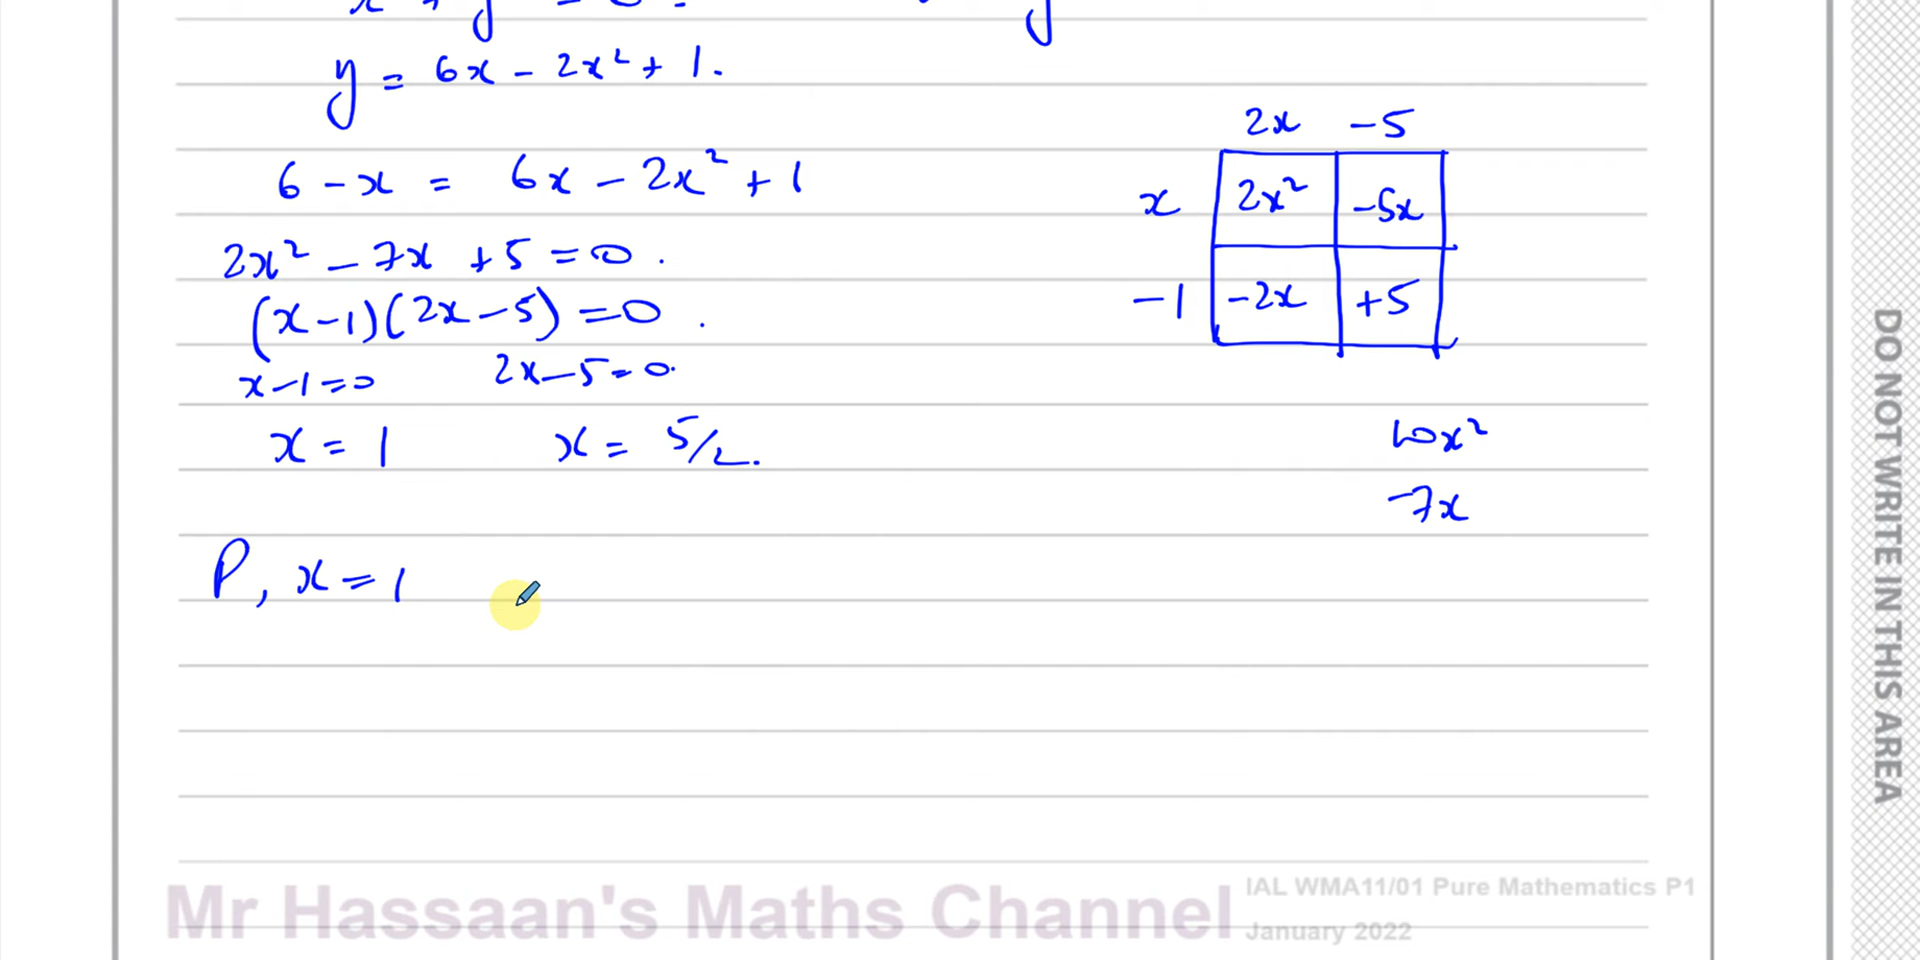 y = 6x - 2x² + 1.
6 - x = 6x - 2x² + 1
2x² - 7x + 5 = 0.
(x-1)(2x-5) = 0.
x-1=0 2x-5=0.
x = 1 x = 5/2.
P, x = 1
2x -5
x 2x² -5x
-1 -2x +5
10x²
-7x
Mr Hassaan's Maths Channel
IAL WMA11/01 Pure Mathematics P1
January 2022
DO NOT WRITE IN THIS AREA